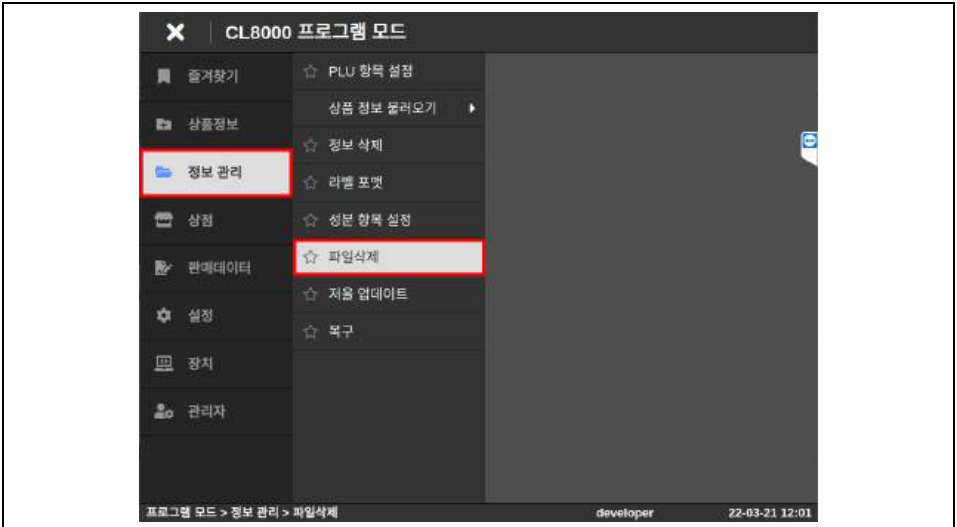 CL8000 프로그램 모드
즐겨찾기
상품정보
정보 관리
상점
판매데이터
설정
장치
관리자
PLU 항목 설정
상품 정보 물러오기
정보 삭제
라벨 포맷
성분 항목 설정
파일삭제
저울 업데이트
복구
프로그램 모드 > 정보 관리 > 파일삭제
developer
22-03-21 12:01